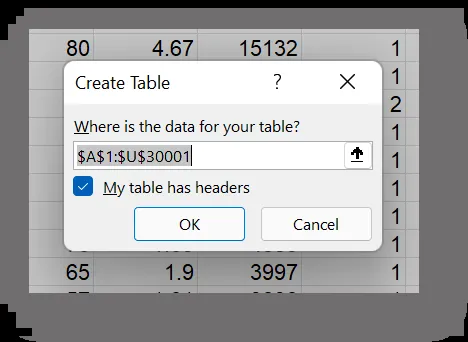 80 4.67 15132 1
Create Table ?
1
2
Where is the data for your table?
1
$A$1:$U$30001
1
My table has headers
1
1
OK Cancel
1
65 1.9 3997 1